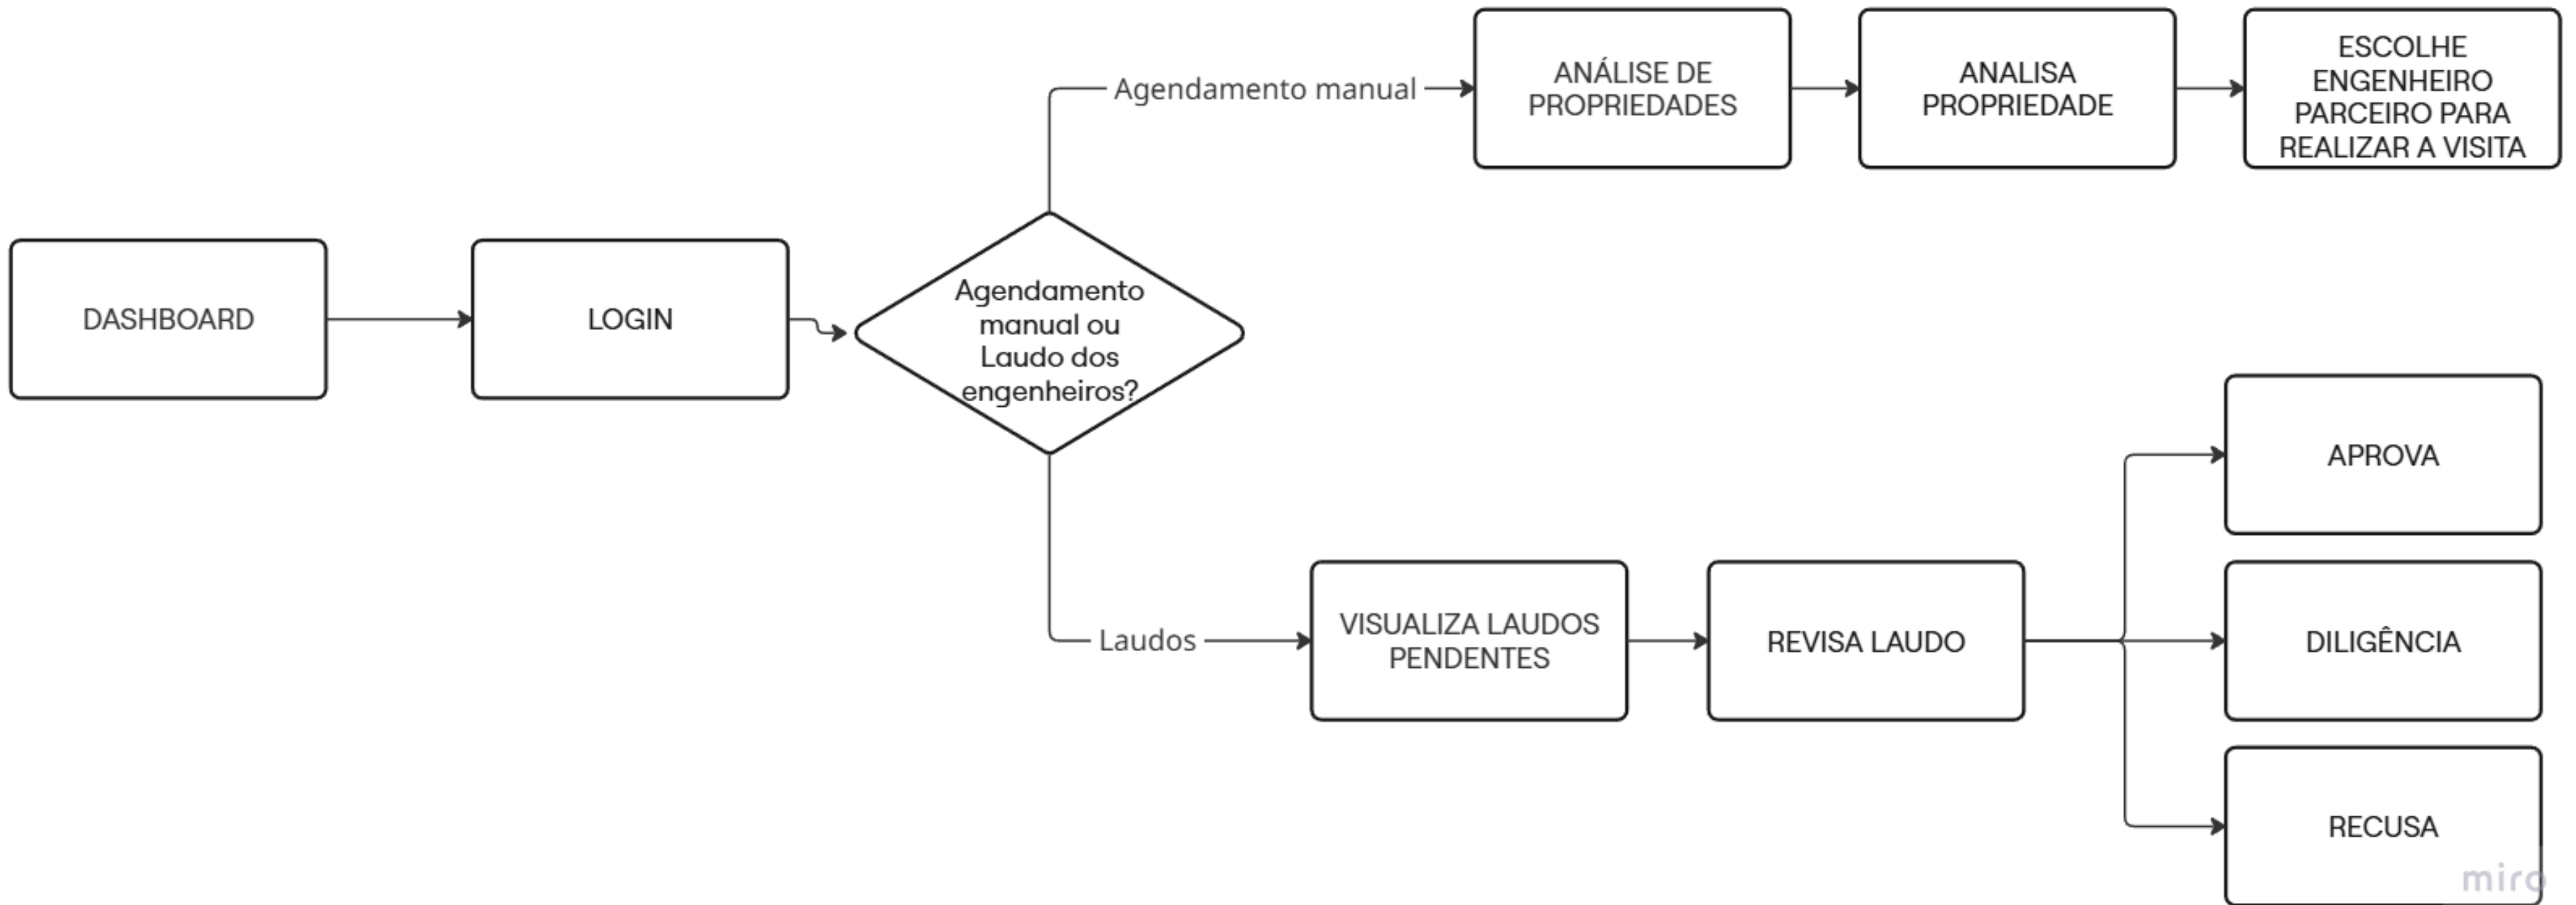 DASHBOARD
LOGIN
Agendamento
manual ou
Laudo dos
engenheiros?
Agendamento manual
ANÁLISE DE
PROPRIEDADES
ANALISA
PROPRIEDADE
ESCOLHE
ENGENHEIRO
PARCEIRO PARA
REALIZAR A VISITA
Laudos
VISUALIZA LAUDOS
PENDENTES
REVISA LAUDO
APROVA
DILIGÊNCIA
RECUSA
miro